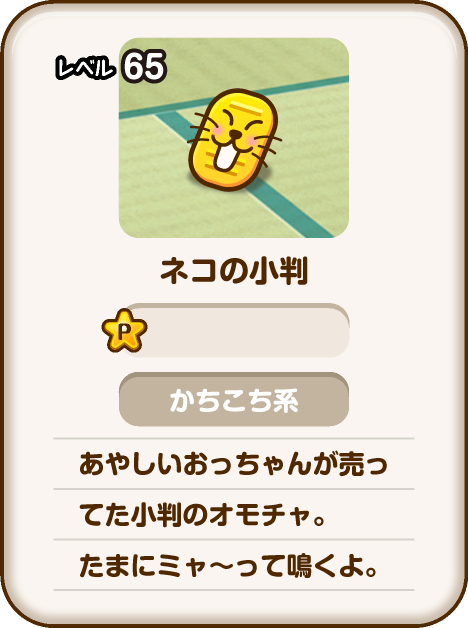 レベル 65
ネコの小判
P
かちこち系
あやしいおっちゃんが売っ
てた小判のオモチャ。
たまにミャ〜って鳴くよ。